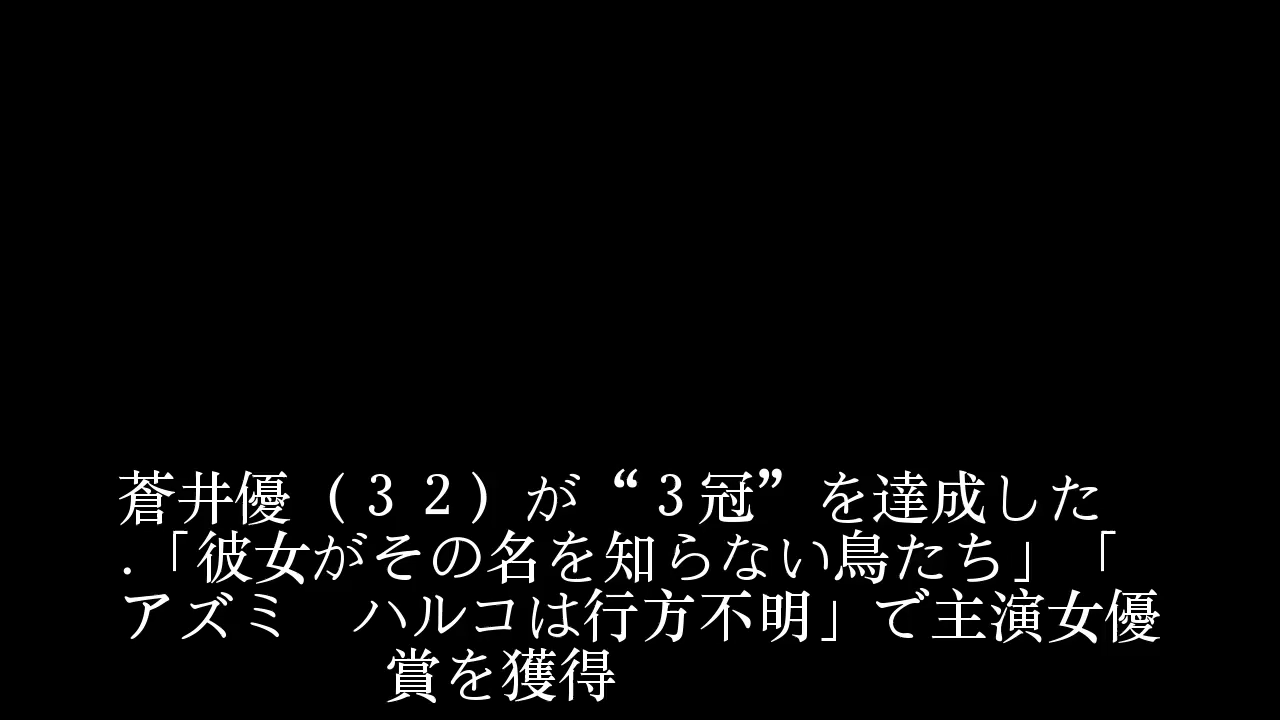 蒼井優（３２）が“３冠”を達成した
.「彼女がその名を知らない鳥たち」「
アズミ　ハルコは行方不明」で主演女優
賞を獲得